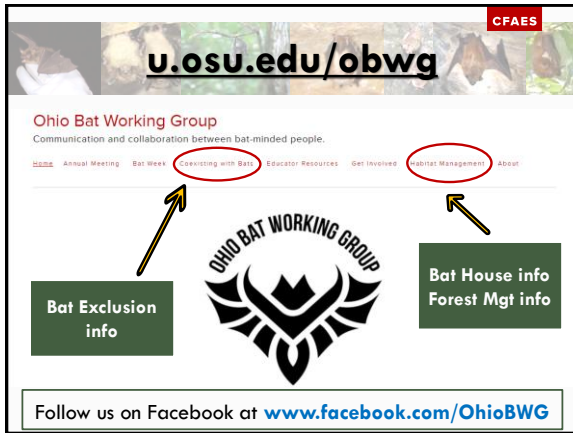 CFAES
u.osu.edu/obwg
Ohio Bat Working Group
Communication and collaboration between bat-minded people.
Home Annual Meeting Bat Week Coexisting with Bats Educator Resources Get Involved Habitat Management About
OHIO BAT WORKING GROUP
Bat Exclusion
info
Bat House info
Forest Mgt info
Follow us on Facebook at www.facebook.com/OhioBWG